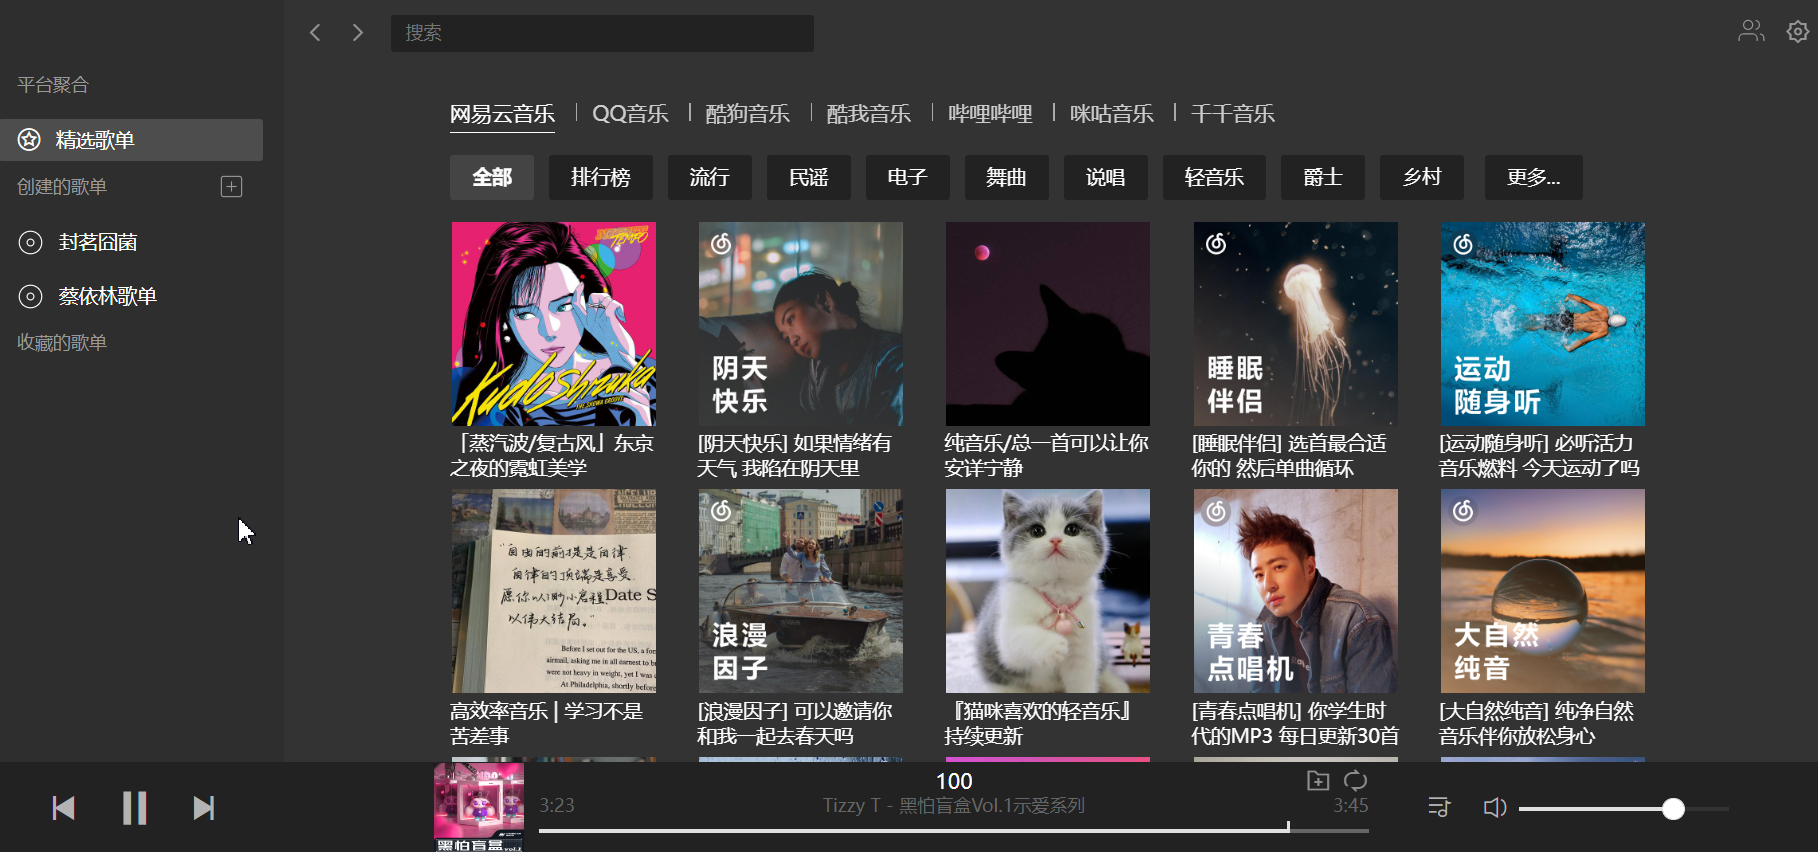 搜索
平台聚合
精选歌单
创建的歌单
封茗囧菌
蔡依林歌单
收藏的歌单
网易云音乐
QQ音乐
酷狗音乐
酷我音乐
哔哩哔哩
咪咕音乐
千千音乐
全部
排行榜
流行
民谣
电子
舞曲
说唱
轻音乐
爵士
乡村
更多...
TEMPO
Kudo Shizuka
THE SHOWA GROOVE
「蒸汽波/复古风」东京
之夜的霓虹美学
阴天
快乐
[阴天快乐] 如果情绪有
天气 我陷在阴天里
纯音乐/总一首可以让你
安详宁静
睡眠
伴侣
[睡眠伴侣] 选首最合适
你的 然后单曲循环
运动
随身听
[运动随身听] 必听活力
音乐燃料 今天运动了吗
"自由的前提是自律
自律的顶端是享受
以伟大结局。"
Date S
Before I set out for the US, a for
airmail, asking me in all earnest to b
were not heavy in weight, yet I was
At Philadelphia, shortly before
高效率音乐 | 学习不是
苦差事
浪漫
因子
[浪漫因子] 可以邀请你
和我一起去春天吗
『猫咪喜欢的轻音乐』
持续更新
青春
点唱机
[青春点唱机] 你学生时
代的MP3 每日更新30首
大自然
纯音
[大自然纯音] 纯净自然
音乐伴你放松身心
黑怕盲盒
100
3:23
Tizzy T - 黑怕盲盒Vol.1示爱系列
3:45